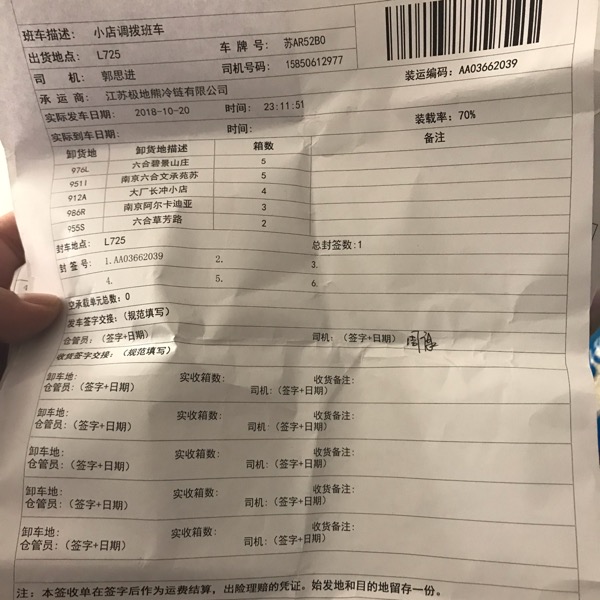 班车描述: 小店调拨班车
出货地点: L725 车 牌 号: 苏AR52B0
司 机: 郭思进 司机号码: 15850612977 装运编码: AA03662039
承 运 商: 江苏极地熊冷链有限公司
实际发车日期: 2018-10-20 时间: 23:11:51 装载率: 70%
实际到车日期: 时间: 备注
卸货地 卸货地描述 箱数
976L 六合碧景山庄 5
951I 南京六合文承苑苏 5
912A 大厂长冲小店 4
986R 南京阿尔卡迪亚 3
955S 六合草芳路 2
封车地点: L725 总封签数:1
封 签 号: 1.AA03662039 2. 3.
4. 5. 6.
空承载单元总数: 0
发车签字交接: (规范填写)
仓管员: (签字+日期) 司机: (签字+日期)
收货签字交接: (规范填写)
卸车地: 实收箱数: 收货备注:
仓管员: (签字+日期) 司机: (签字+日期)
卸车地: 实收箱数: 收货备注:
仓管员: (签字+日期) 司机: (签字+日期)
卸车地: 实收箱数: 收货备注:
仓管员: (签字+日期) 司机: (签字+日期)
卸车地: 实收箱数: 收货备注:
仓管员: (签字+日期) 司机: (签字+日期)
卸车地: 实收箱数: 收货备注:
仓管员: (签字+日期) 司机: (签字+日期)
注: 本签收单在签字后作为运费结算, 出险理赔的凭证。始发地和目的地留存一份。